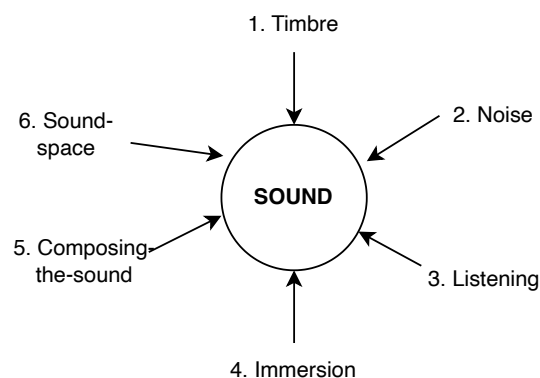 1. Timbre
2. Noise
6. Sound-
space
SOUND
5. Composing-
the-sound
3. Listening
4. Immersion